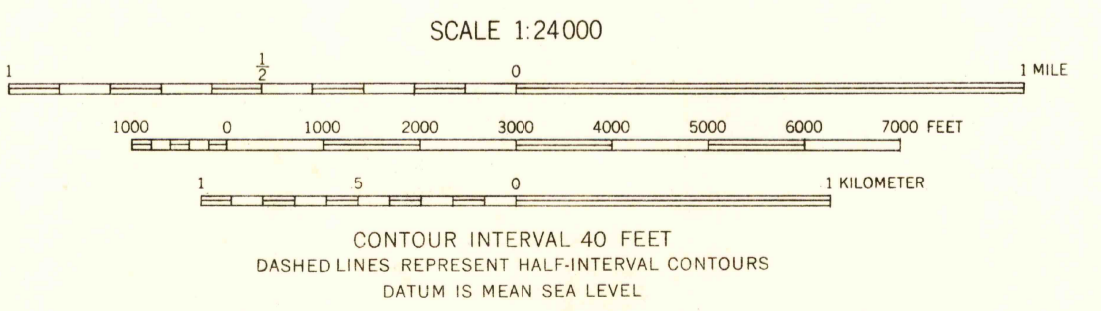 SCALE 1:24000
1 1/2 0 1 MILE
1000 0 1000 2000 3000 4000 5000 6000 7000 FEET
1 .5 0 1 KILOMETER
CONTOUR INTERVAL 40 FEET
DASHED LINES REPRESENT HALF-INTERVAL CONTOURS
DATUM IS MEAN SEA LEVEL